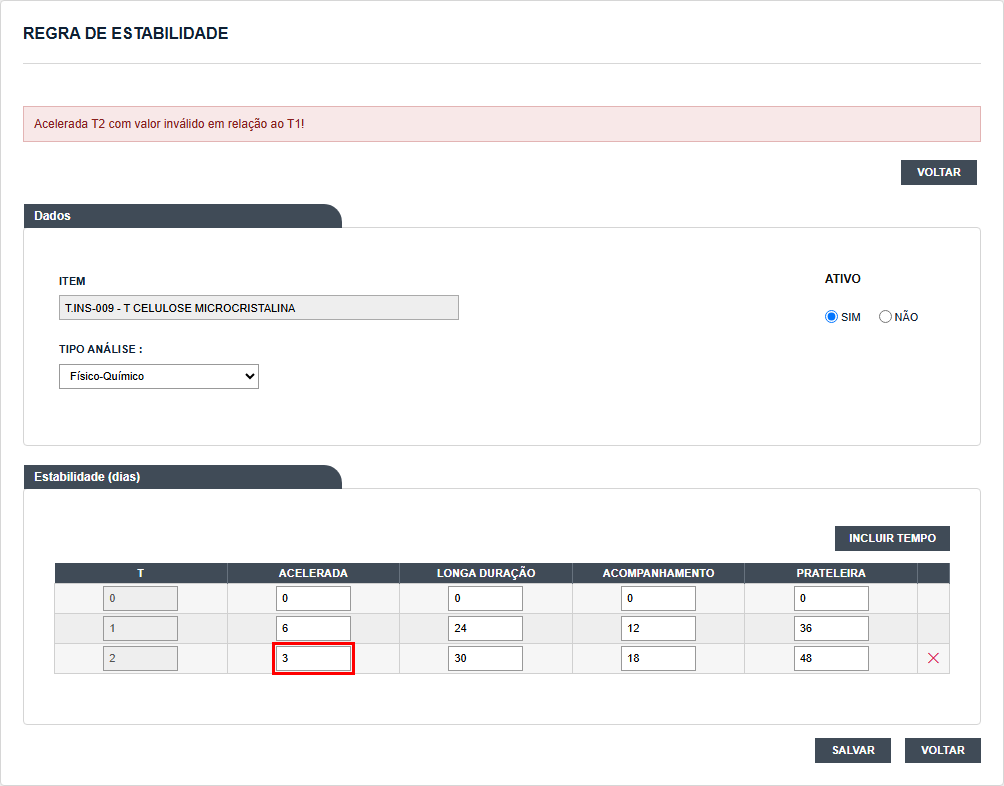 REGRA DE ESTABILIDADE
Acelerada T2 com valor inválido em relação ao T1!
VOLTAR
Dados
ITEM
ATIVO
T.INS-009 - T CELULOSE MICROCRISTALINA
SIM NÃO
TIPO ANÁLISE :
Físico-Químico
Estabilidade (dias)
INCLUIR TEMPO
T ACELERADA LONGA DURAÇÃO ACOMPANHAMENTO PRATELEIRA
0 0 0 0 0
1 6 24 12 36
2 3 30 18 48
SALVAR VOLTAR